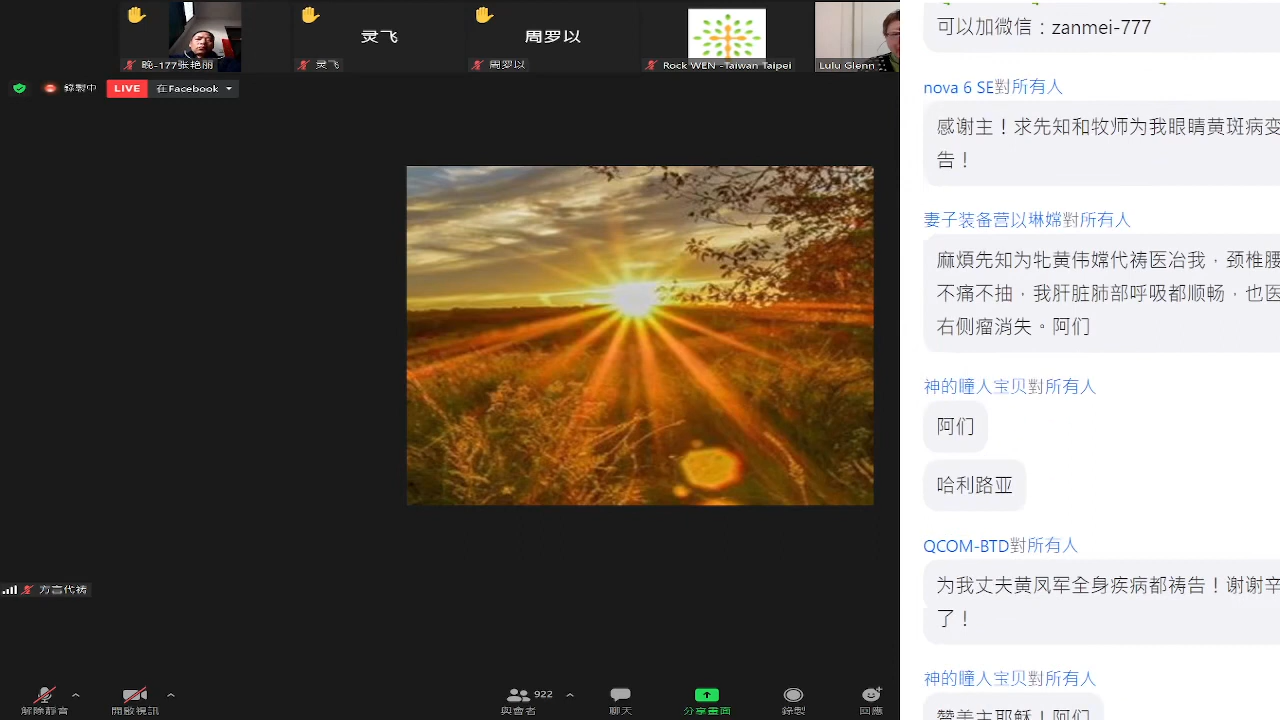 灵飞
周罗以
晚-177张艳丽
灵飞
周罗以
Rock WEN -Taiwan Taipei
Lulu Glenn
錄製中
LIVE
在Facebook
方言代祷
解除靜音
開啟視訊
922
與會者
聊天
分享畫面
錄製
回應
可以加微信：zanmei-777
nova 6 SE對所有人
感谢主！求先知和牧师为我眼睛黄斑病变
告！
妻子装备营以琳嫦對所有人
麻煩先知为牝黄伟嫦代祷医冶我，颈椎腰
不痛不抽，我肝脏肺部呼吸都顺畅，也医
右侧瘤消失。阿们
神的瞳人宝贝對所有人
阿们
哈利路亚
QCOM-BTD對所有人
为我丈夫黄凤军全身疾病都祷告！谢谢辛
了！
神的瞳人宝贝對所有人
赞美主耶稣！阿们